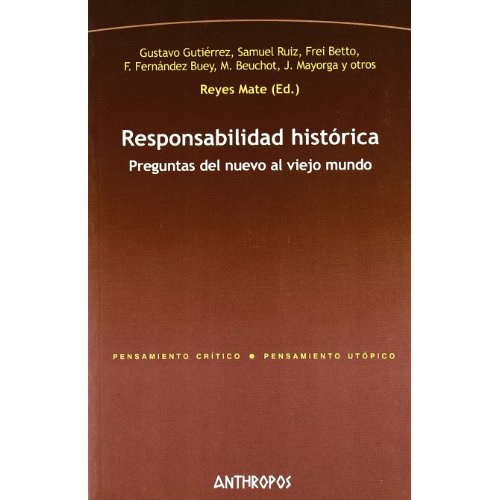 Gustavo Gutiérrez, Samuel Ruiz, Frei Betto,
F. Fernández Buey, M. Beuchot, J. Mayorga y otros
Reyes Mate (Ed.)
Responsabilidad histórica
Preguntas del nuevo al viejo mundo
PENSAMIENTO CRÍTICO ● PENSAMIENTO UTÓPICO
ANTHROPOS